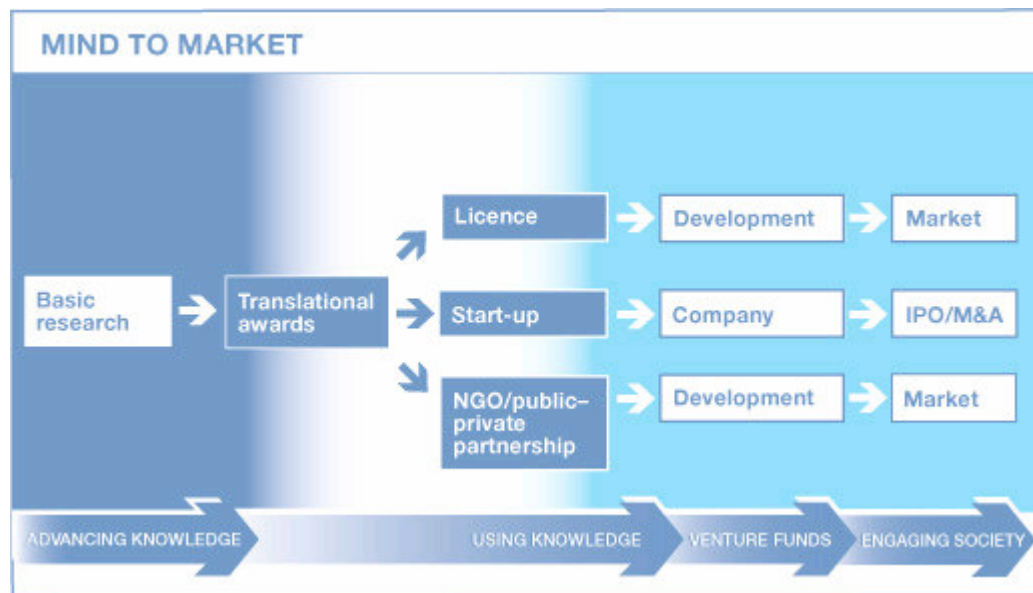 MIND TO MARKET
Basic
research
Translational
awards
Licence
Development
Market
Start-up
Company
IPO/M&A
NGO/public–
private
partnership
Development
Market
ADVANCING KNOWLEDGE
USING KNOWLEDGE
VENTURE FUNDS
ENGAGING SOCIETY